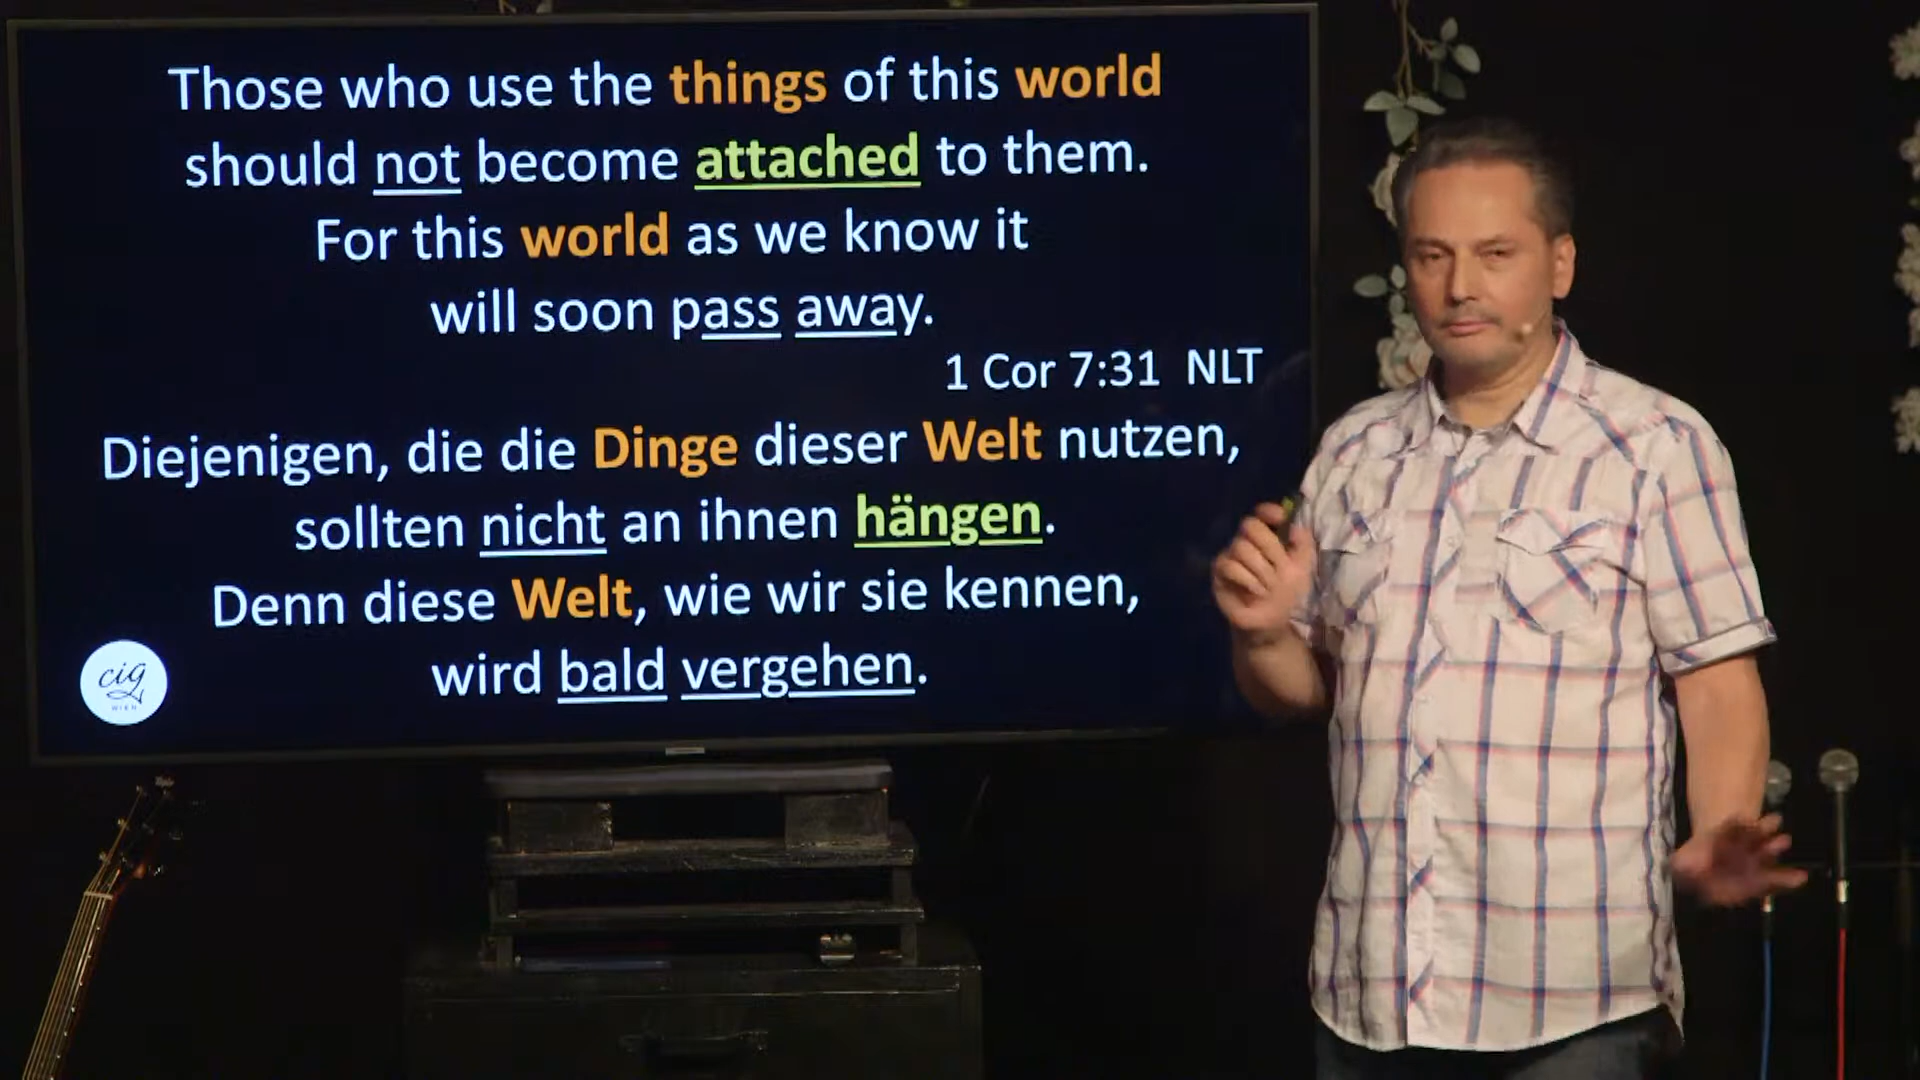 Those who use the things of this world
should not become attached to them.
For this world as we know it
will soon pass away.
1 Cor 7:31 NLT
Diejenigen, die die Dinge dieser Welt nutzen,
sollten nicht an ihnen hängen.
Denn diese Welt, wie wir sie kennen,
wird bald vergehen.
cig
WIEN